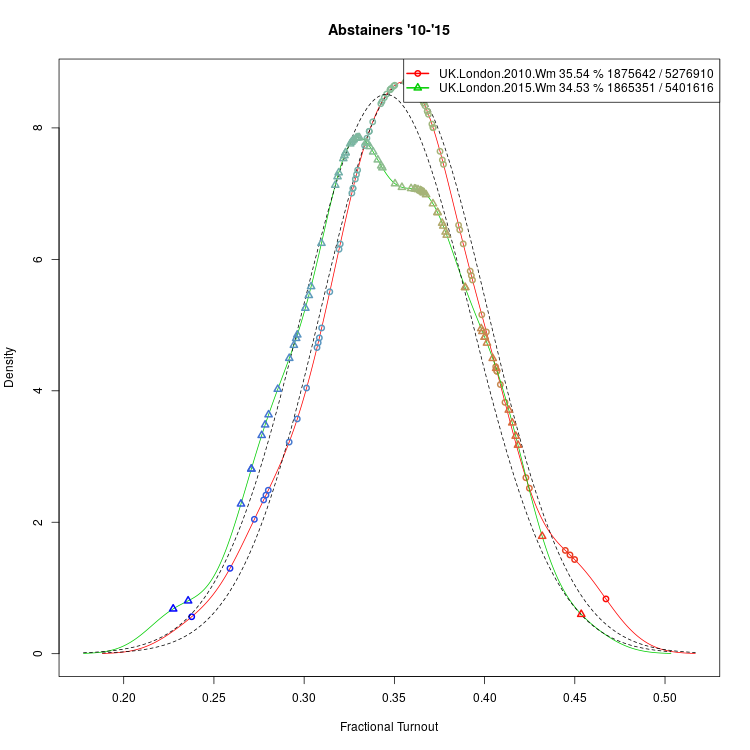 Abstainers '10-'15
UK.London.2010.Wm 35.54 % 1875642 / 5276910
UK.London.2015.Wm 34.53 % 1865351 / 5401616
Density
8
6
4
2
0
0.20 0.25 0.30 0.35 0.40 0.45 0.50
Fractional Turnout